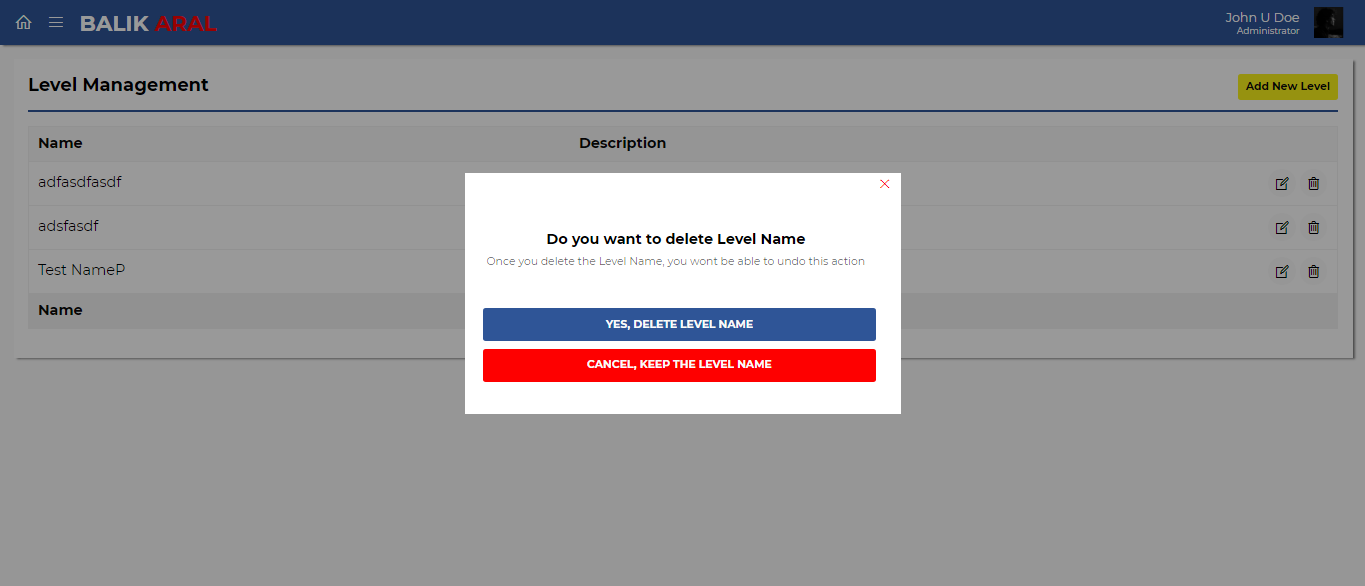 BALIK ARAL
John U Doe
Administrator
Level Management
Add New Level
Name Description
adfasdfasdf
adsfasdf
Test NameP
Name
Do you want to delete Level Name
Once you delete the Level Name, you wont be able to undo this action
YES, DELETE LEVEL NAME
CANCEL, KEEP THE LEVEL NAME